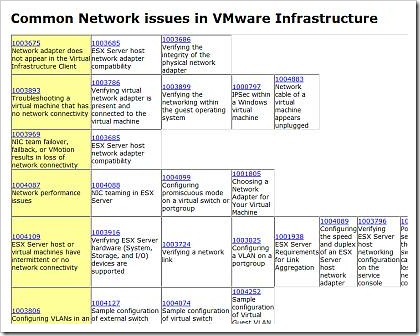 Common Network issues in VMware Infrastructure
1003675
Network adapter does
not appear in the Virtual
Infrastructure Client
1003685
ESX Server host
network adapter
compatibility
1003686
Verifying the
integrity of the
physical network
adapter
1003893
Troubleshooting a
virtual machine that has
no network connectivity
1003786
Verifying virtual
network adapter is
present and
connected to the
virtual machine
1003899
Verifying the
networking within
the guest operating
system
1000797
IPSec within
a Windows
virtual
machine
1004883
Network
cable of a
virtual
machine
appears
unplugged
1003969
NIC team failover,
failback, or VMotion
results in loss of
network connectivity
1003685
ESX Server host
network adapter
compatibility
1004087
Network performance
issues
1004088
NIC teaming in ESX
Server
1004099
Configuring
promiscuous mode
on a virtual switch or
portgroup
1001805
Choosing a
Network
Adapter for
Your Virtual
Machine
1004109
ESX Server host or
virtual machines have
intermittent or no
network connectivity
1003916
Verifying ESX Server
hardware (System,
Storage, and I/O)
devices are
supported
1003724
Verifying a network
link
1003825
Configuring
a VLAN on a
portgroup
1001938
ESX Server
Requirements
for Link
Aggregation
1004089
Configuring
the speed
and duplex
of an ESX
Server
host
network
adapter
1003796
Verifying
ESX Server
host
networking
configuration
on the
service
console
1003806
Configuring VLANs in an
1004127
Sample configuration
of external switch
1004074
Sample configuration
of virtual switch
1004252
Sample
configuration
of Virtual
Guest VLAN